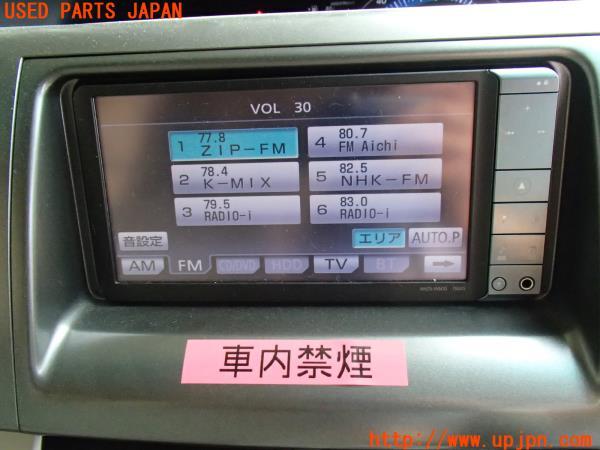 USED PARTS JAPAN
VOL 30
1 77.8 ZIP-FM
4 80.7 FM Aichi
2 78.4 K-MIX
5 82.5 NHK-FM
3 79.5 RADIO-i
6 83.0 RADIO-i
音設定
エリア
AUTO.P
AM
FM
CD/DVD
HDD
TV
BT
車内禁煙
http://www.upjpn.com/